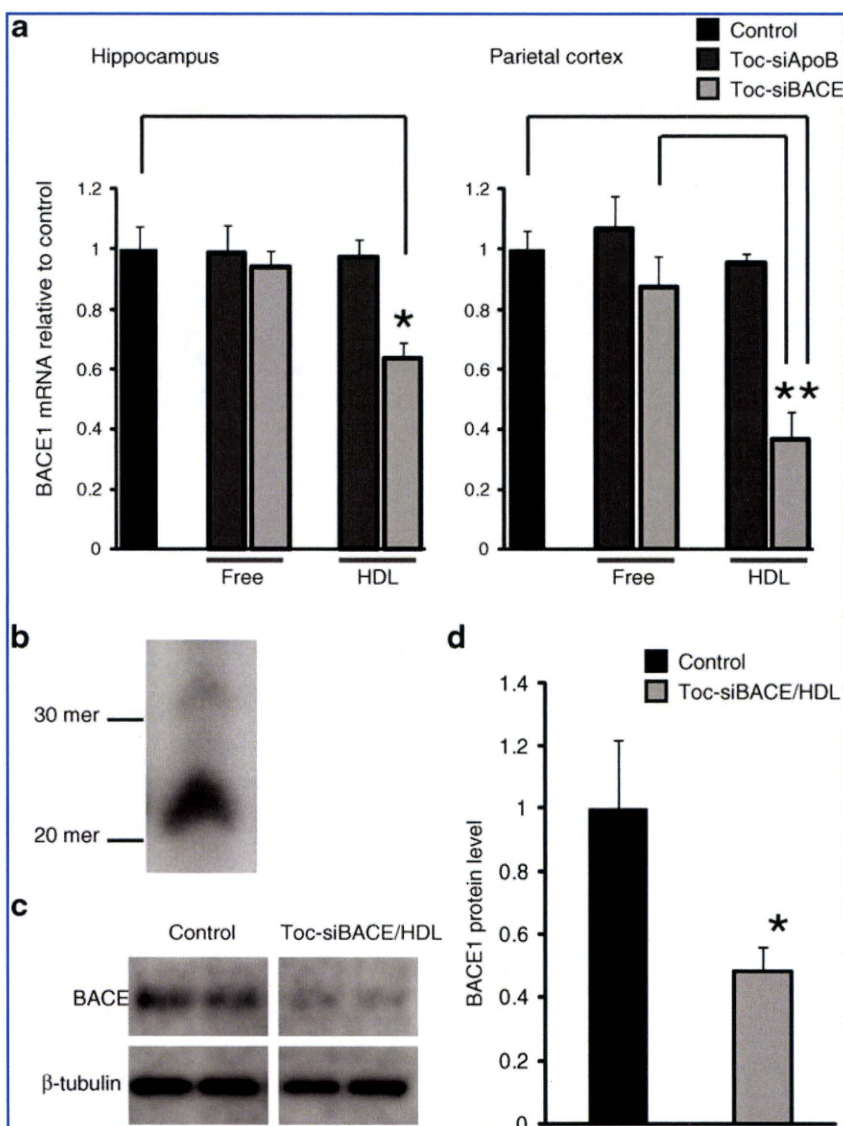 a
Hippocampus
Parietal cortex
Control
Toc-siApoB
Toc-siBACE
BACE1 mRNA relative to control
1.2
1
0.8
0.6
0.4
0.2
0
*
Free
HDL
1.2
1
0.8
0.6
0.4
0.2
0
**
Free
HDL
b
30 mer
20 mer
c
Control
Toc-siBACE/HDL
BACE
β-tubulin
d
Control
Toc-siBACE/HDL
BACE1 protein level
1.4
1.2
1
0.8
0.6
0.4
0.2
0
*